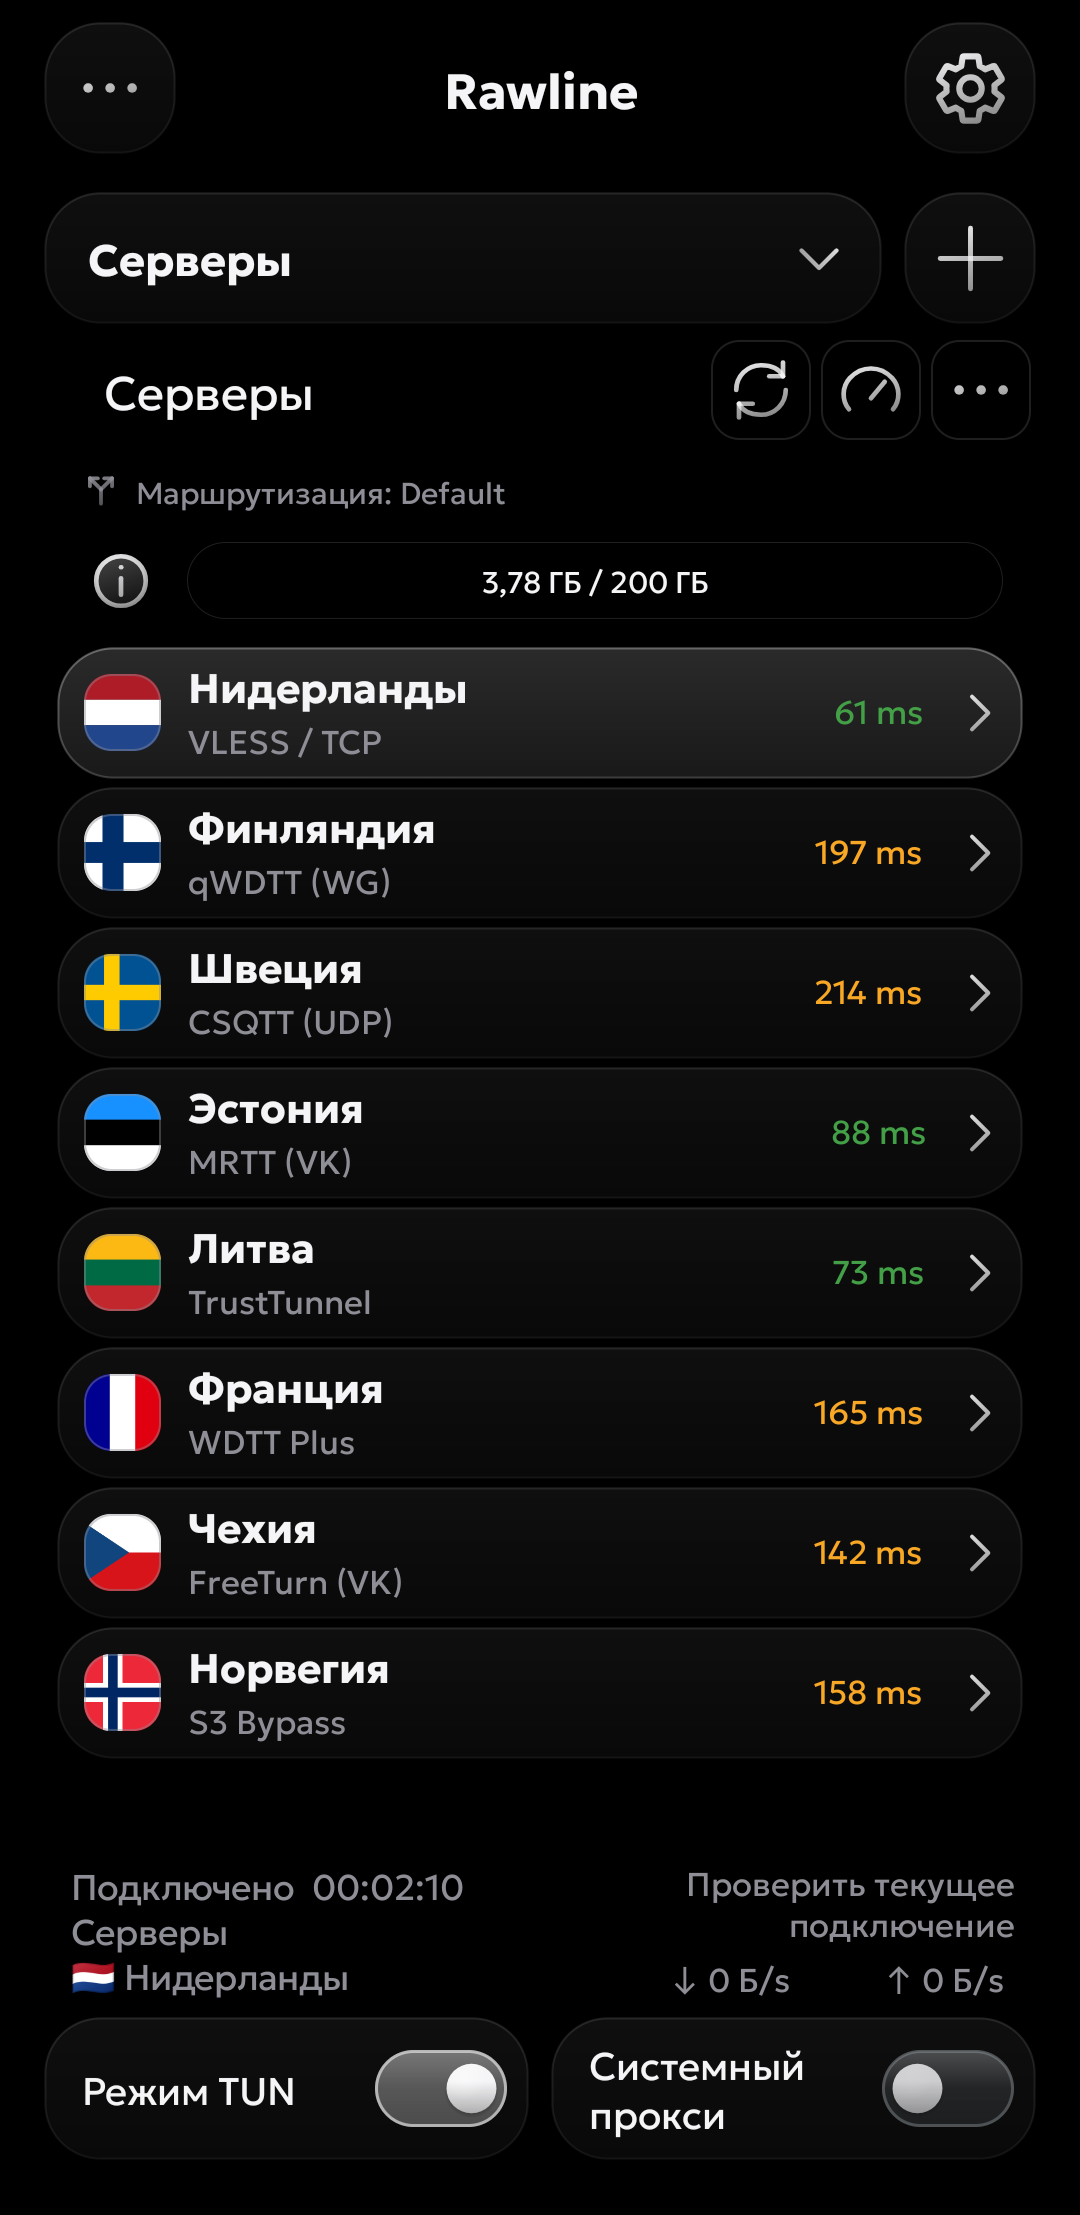 Rawline
Серверы
Серверы
Маршрутизация: Default
3,78 ГБ / 200 ГБ
Нидерланды
VLESS / TCP
61 ms
Финляндия
qWDTT (WG)
197 ms
Швеция
CSQTT (UDP)
214 ms
Эстония
MRTT (VK)
88 ms
Литва
TrustTunnel
73 ms
Франция
WDTT Plus
165 ms
Чехия
FreeTurn (VK)
142 ms
Норвегия
S3 Bypass
158 ms
Подключено 00:02:10
Серверы
🇳🇱 Нидерланды
Проверить текущее
подключение
↓ 0 Б/s ↑ 0 Б/s
Режим TUN
Системный
прокси